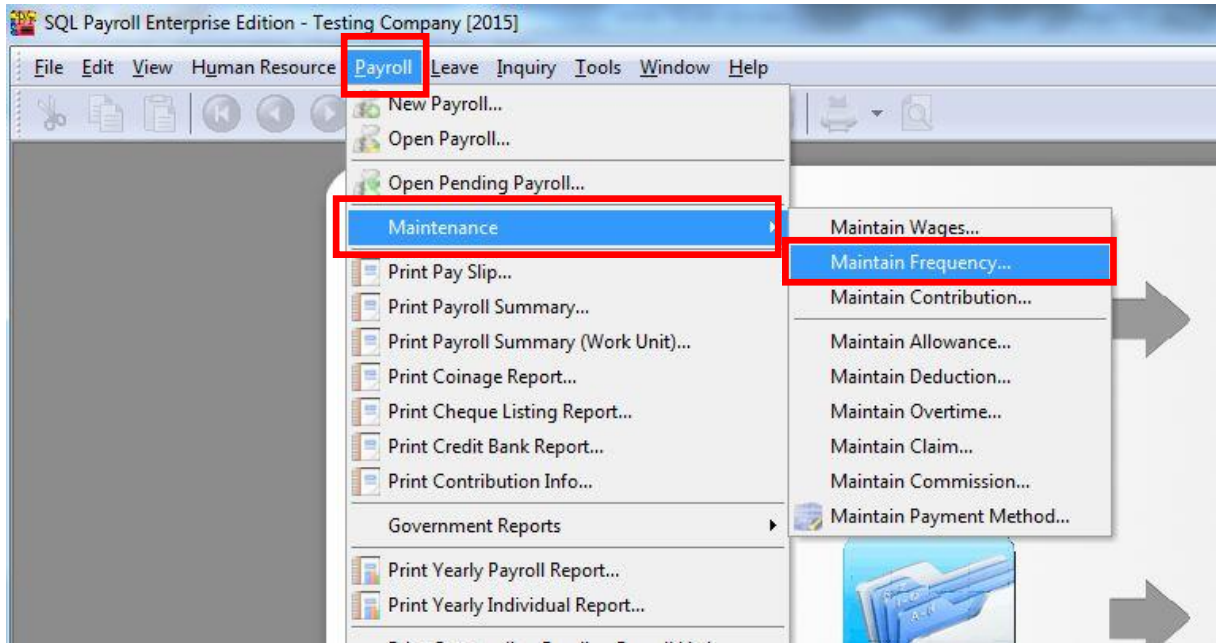 SQL Payroll Enterprise Edition - Testing Company [2015]
File Edit View Human Resource Payroll Leave Inquiry Tools Window Help
New Payroll...
Open Payroll...
Open Pending Payroll...
Maintenance
Print Pay Slip...
Print Payroll Summary...
Print Payroll Summary (Work Unit)...
Print Coinage Report...
Print Cheque Listing Report...
Print Credit Bank Report...
Print Contribution Info...
Government Reports
Print Yearly Payroll Report...
Print Yearly Individual Report...
Maintain Wages...
Maintain Frequency...
Maintain Contribution...
Maintain Allowance...
Maintain Deduction...
Maintain Overtime...
Maintain Claim...
Maintain Commission...
Maintain Payment Method...